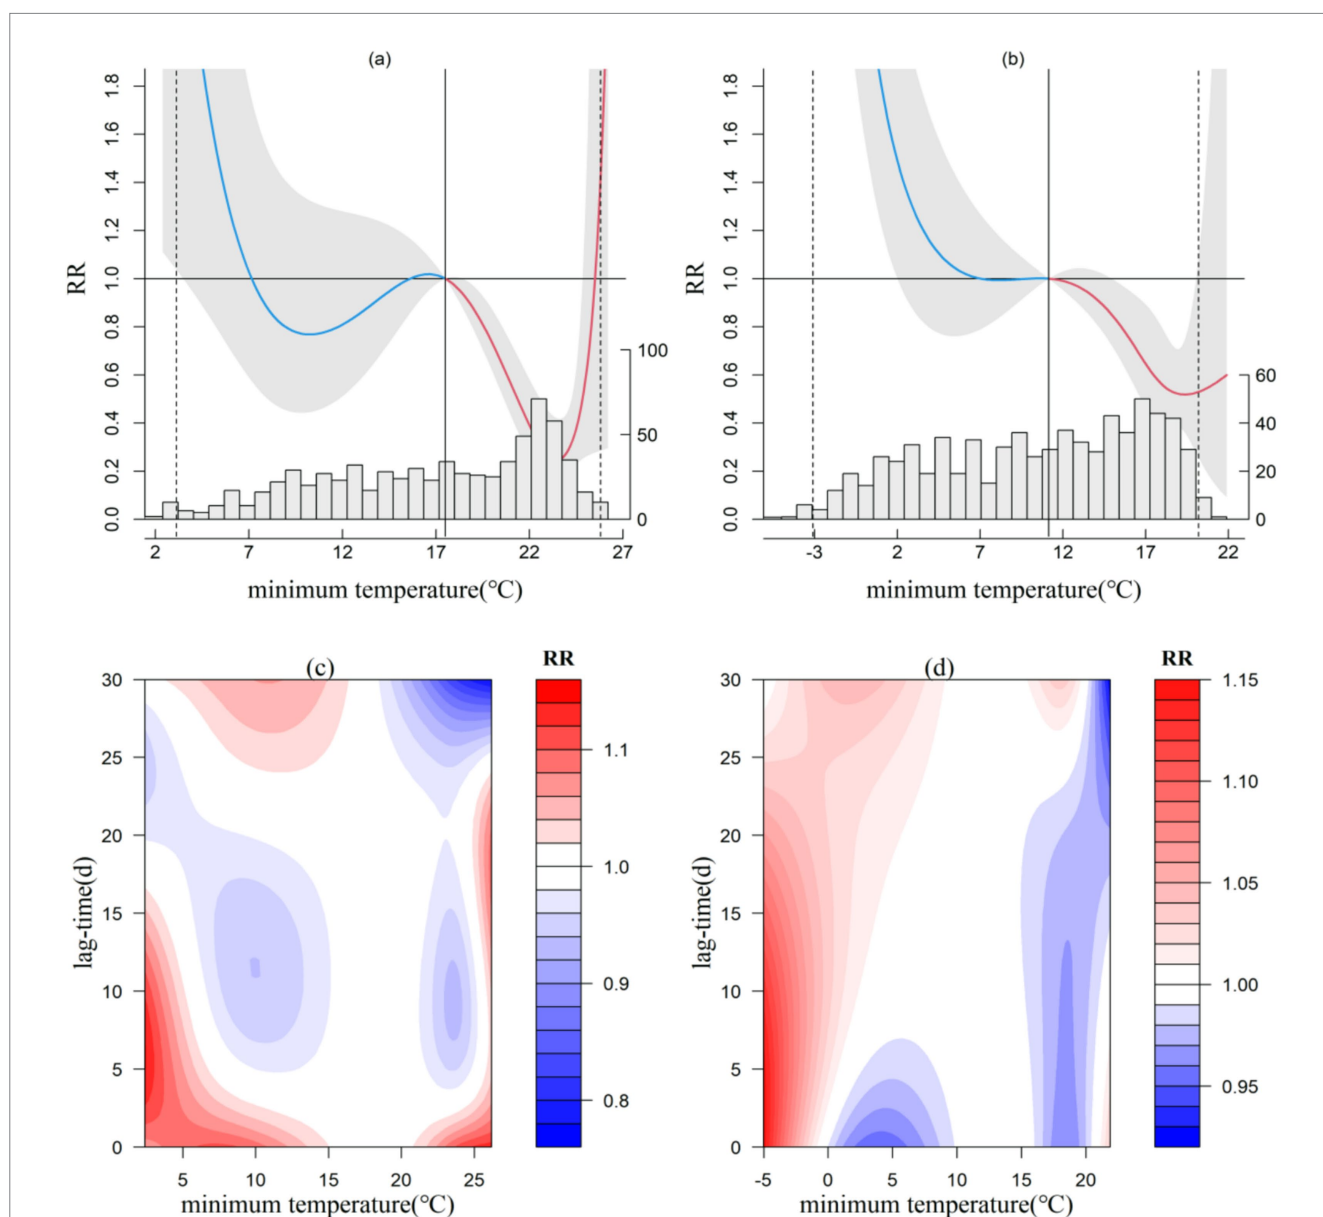 (a)
(b)
RR
0.0 0.2 0.4 0.6 0.8 1.0 1.2 1.4 1.6 1.8
0 50 100
2 7 12 17 22 27
minimum temperature(°C)
RR
0.0 0.2 0.4 0.6 0.8 1.0 1.2 1.4 1.6 1.8
0 20 40 60
-3 2 7 12 17 22
minimum temperature(°C)
(c)
RR
lag-time(d)
0 5 10 15 20 25 30
5 10 15 20 25
minimum temperature(°C)
1.1
1.0
0.9
0.8
(d)
RR
lag-time(d)
0 5 10 15 20 25 30
-5 0 5 10 15 20
minimum temperature(°C)
1.15
1.10
1.05
1.00
0.95